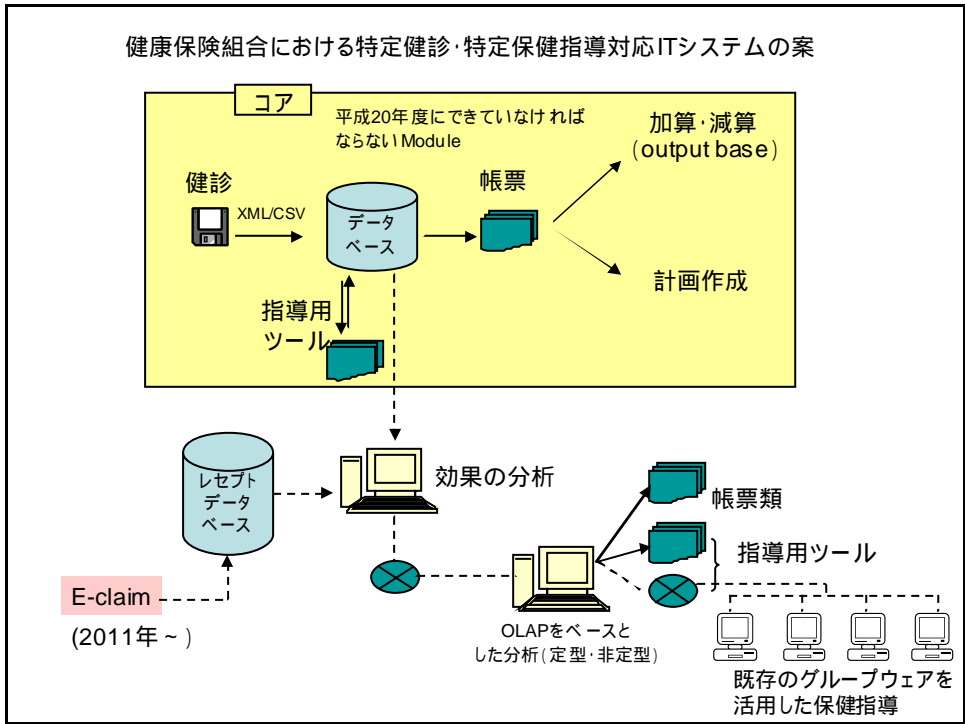 健康保険組合における特定健診・特定保健指導対応ITシステムの案
コア
平成20年度にできていなければ
ならないModule
加算・減算
(output base)
健診
XML/CSV
データ
ベース
帳票
計画作成
指導用
ツール
レセプト
データ
ベース
効果の分析
帳票類
指導用ツール
E-claim
(2011年～)
OLAPをベースと
した分析(定型・非定型)
既存のグループウェアを
活用した保健指導